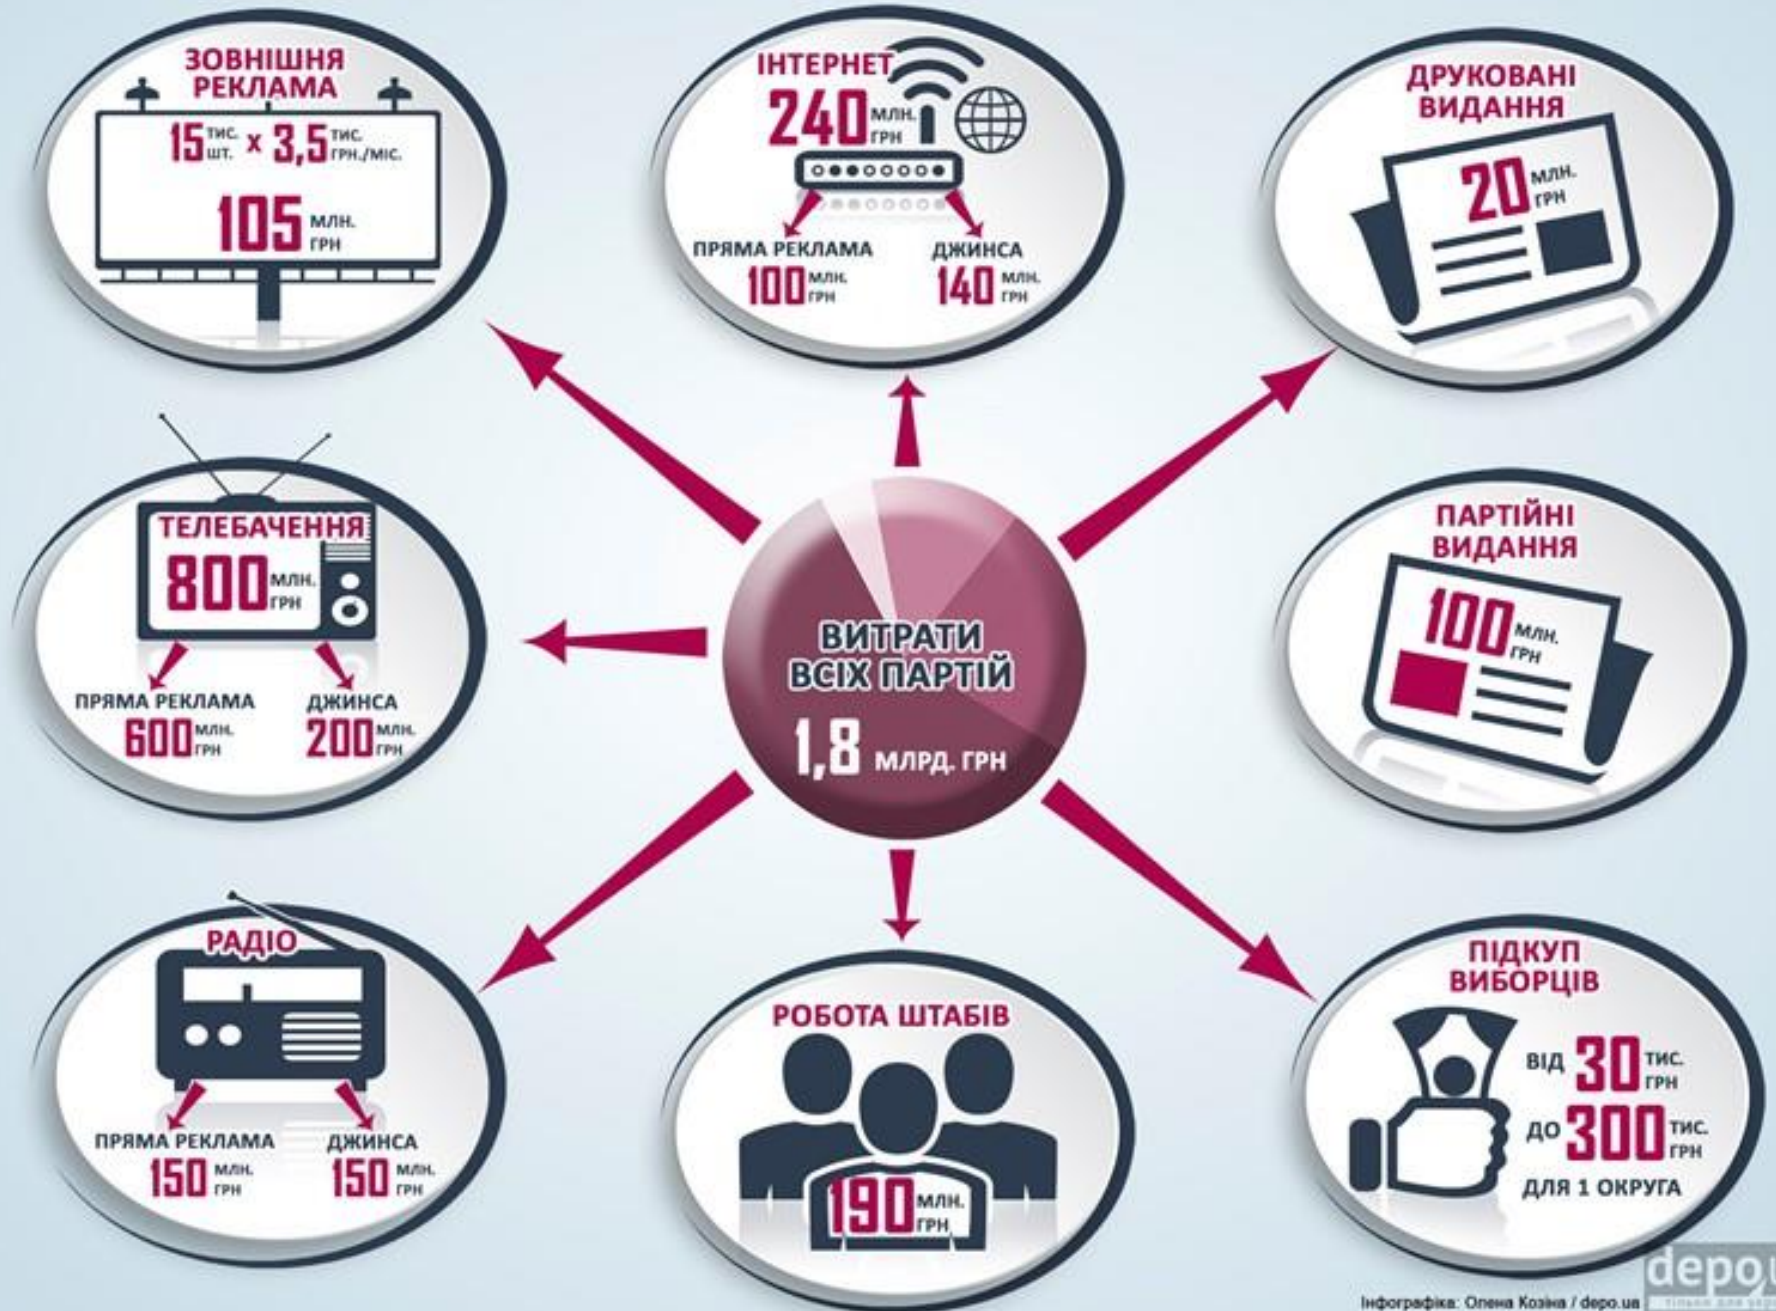 ЗОВНІШНЯ
РЕКЛАМА
15 ТИС. ШТ. х 3,5 ТИС. ГРН./МІС.
105 МЛН. ГРН
ІНТЕРНЕТ
240 МЛН. ГРН
ПРЯМА РЕКЛАМА
100 МЛН. ГРН
ДЖИНСА
140 МЛН. ГРН
ДРУКОВАНІ
ВИДАННЯ
20 МЛН. ГРН
ТЕЛЕБАЧЕННЯ
800 МЛН. ГРН
ПРЯМА РЕКЛАМА
600 МЛН. ГРН
ДЖИНСА
200 МЛН. ГРН
ВИТРАТИ
ВСІХ ПАРТІЙ
1,8 МЛРД. ГРН
ПАРТІЙНІ
ВИДАННЯ
100 МЛН. ГРН
РАДІО
ПРЯМА РЕКЛАМА
150 МЛН. ГРН
ДЖИНСА
150 МЛН. ГРН
РОБОТА ШТАБІВ
190 МЛН. ГРН
ПІДКУП
ВИБОРЦІВ
ВІД 30 ТИС. ГРН
ДО 300 ТИС. ГРН
ДЛЯ 1 ОКРУГА
Інфографіка: Олена Козіна / depo.ua